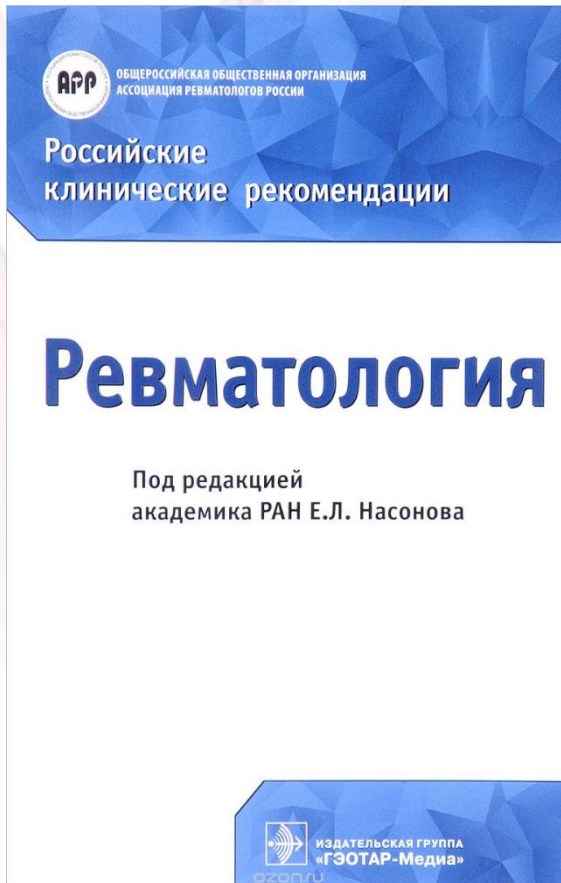 АРР
ОБЩЕРОССИЙСКАЯ ОБЩЕСТВЕННАЯ ОРГАНИЗАЦИЯ
АССОЦИАЦИЯ РЕВМАТОЛОГОВ РОССИИ
Российские
клинические рекомендации
Ревматология
Под редакцией
академика РАН Е.Л. Насонова
ИЗДАТЕЛЬСКАЯ ГРУППА
«ГЭОТАР-Медиа»
ozon.ru